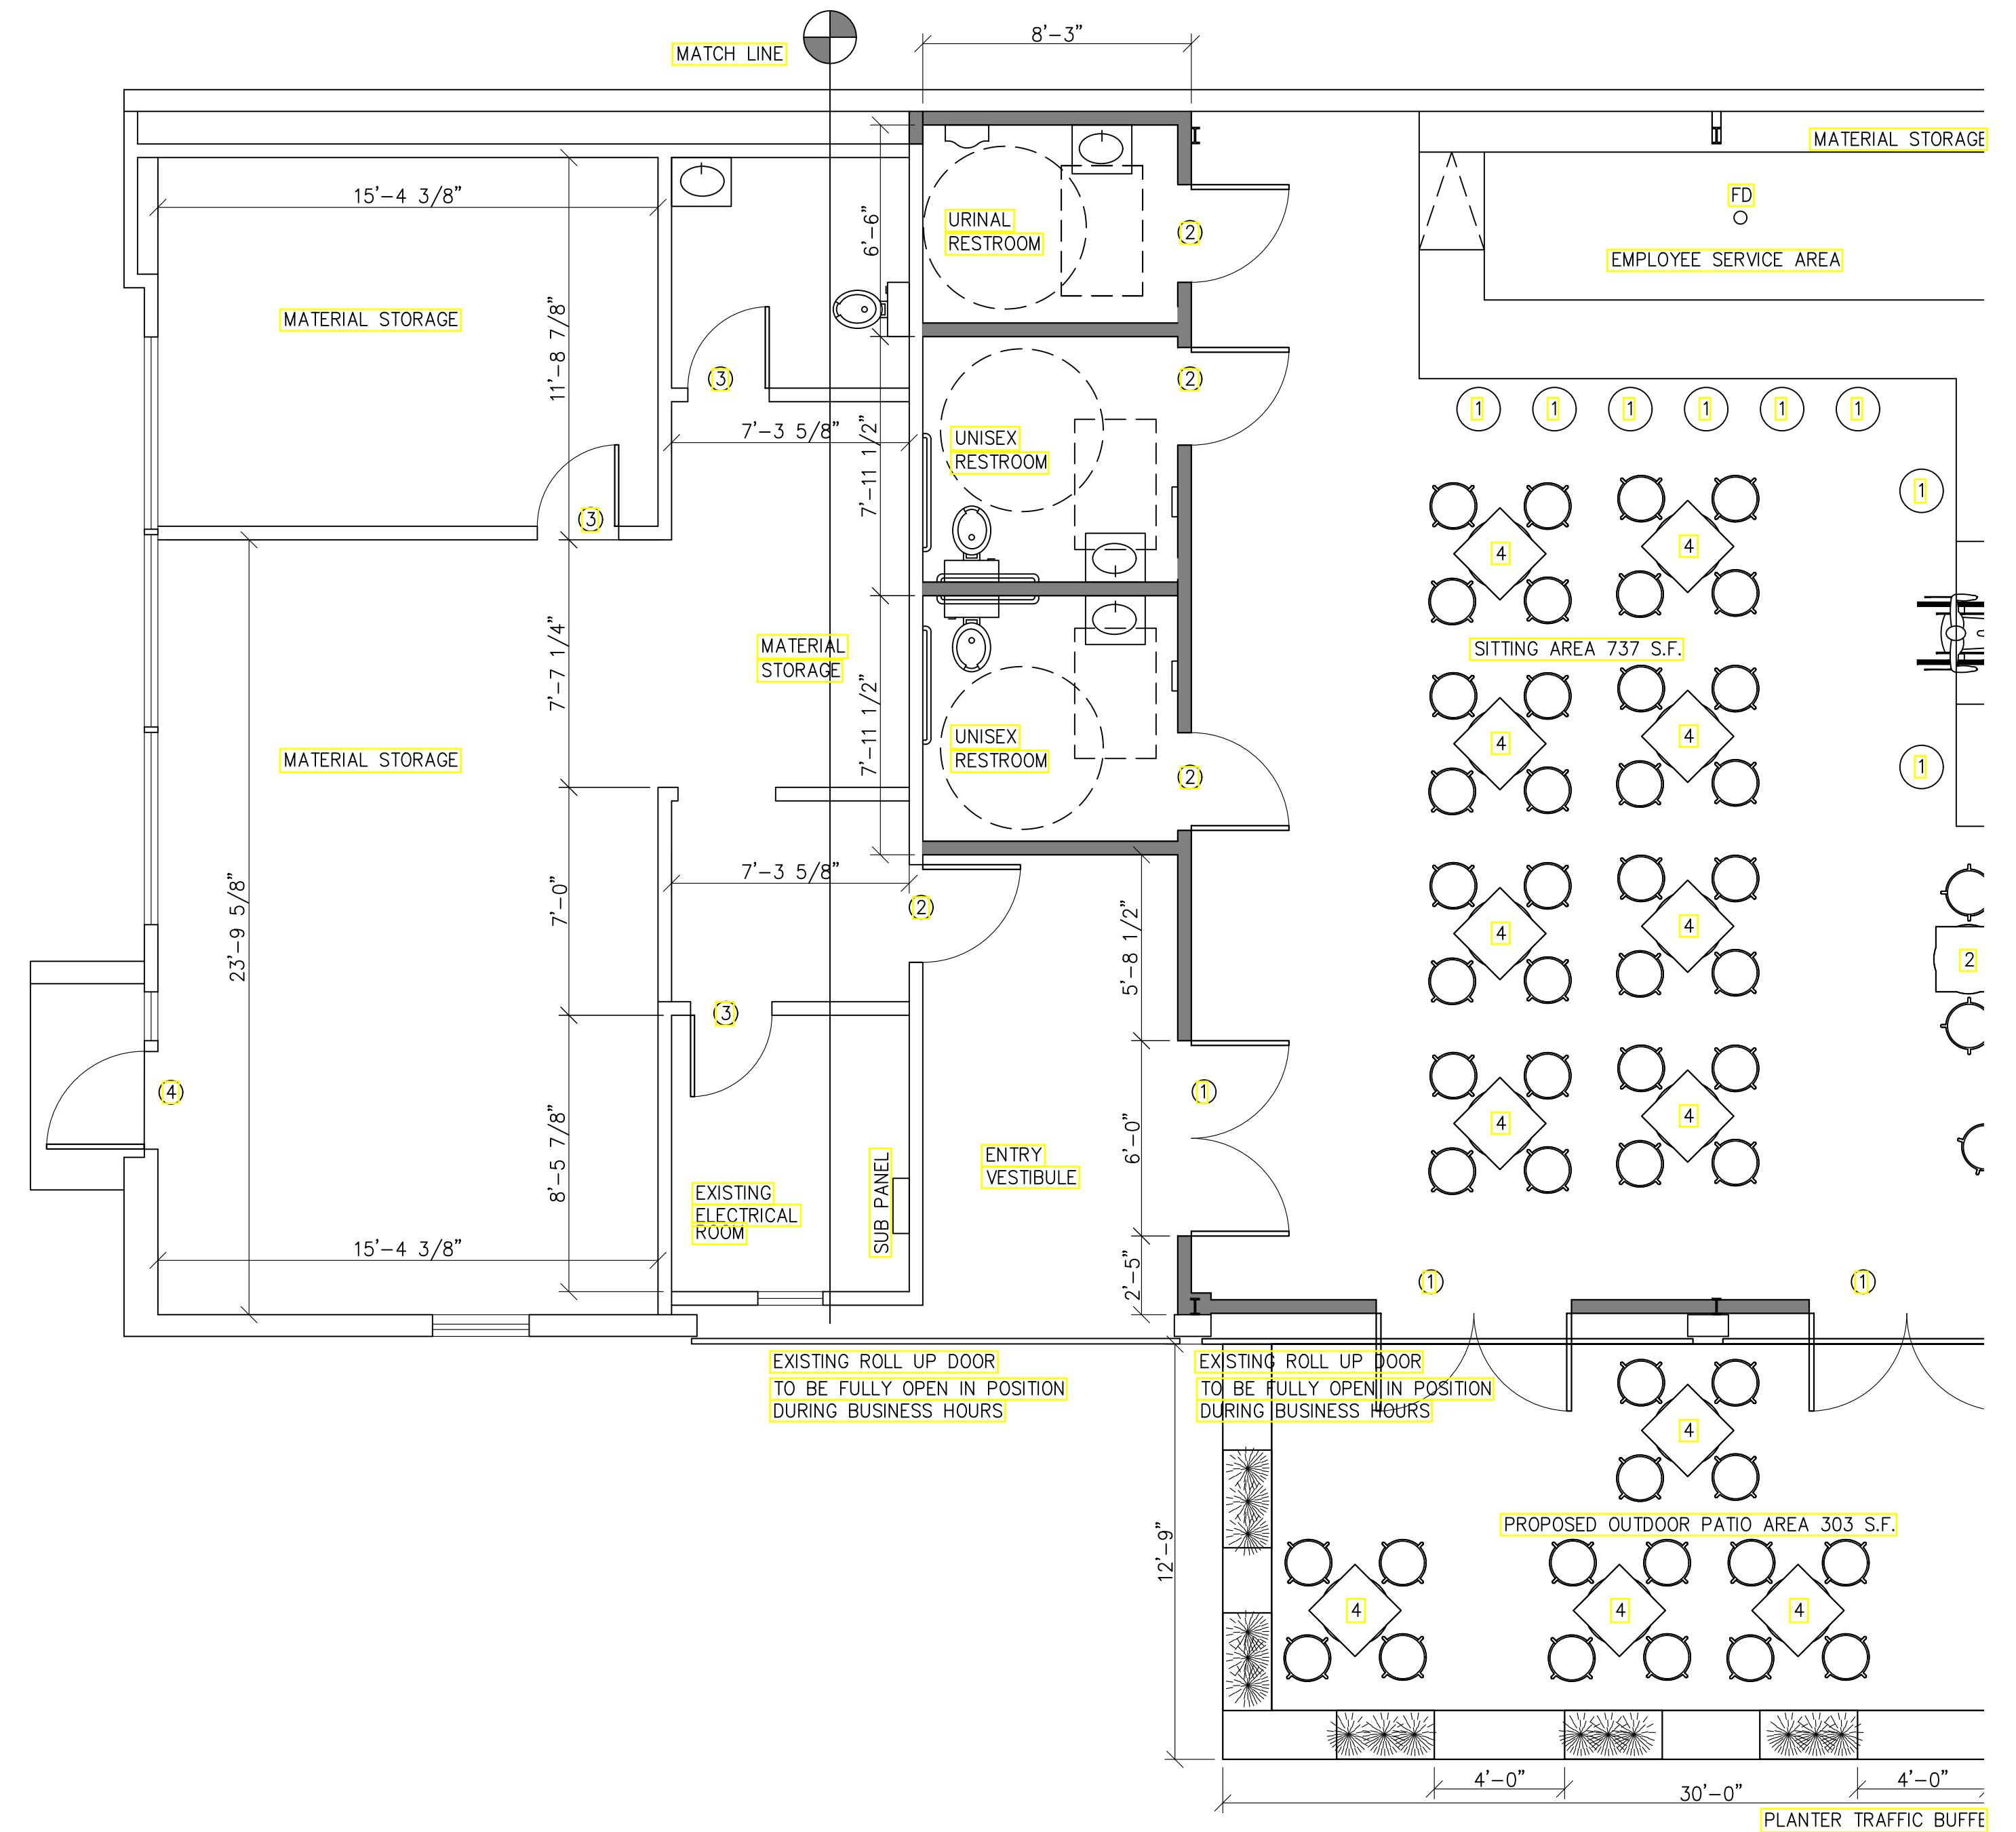 8'-3"
MATCH LINE
MATERIAL STORAGE
15'-4 3/8"
FD
6'-6"
URINAL
RESTROOM
2
EMPLOYEE SERVICE AREA
MATERIAL STORAGE
11'-8 7/8"
3
2
1
1
1
1
1
1
7'-3 5/8"
7'-11 1/2"
UNISEX
RESTROOM
1
3
4
4
MATERIAL
STORAGE
SITTING AREA 737 S.F.
7'-7 1/4"
7'-11 1/2"
UNISEX
RESTROOM
4
4
MATERIAL STORAGE
2
1
7'-3 5/8"
23'-9 5/8"
7'-0"
2
5'-8 1/2"
4
4
2
3
4
1
8'-5 7/8"
6'-0"
4
4
ENTRY
VESTIBULE
SUB PANEL
EXISTING
ELECTRICAL
ROOM
15'-4 3/8"
2'-5"
1
1
EXISTING ROLL UP DOOR
TO BE FULLY OPEN IN POSITION
DURING BUSINESS HOURS
EXISTING ROLL UP DOOR
TO BE FULLY OPEN IN POSITION
DURING BUSINESS HOURS
4
PROPOSED OUTDOOR PATIO AREA 303 S.F.
12'-9"
4
4
4
4'-0"
30'-0"
4'-0"
PLANTER TRAFFIC BUFFE